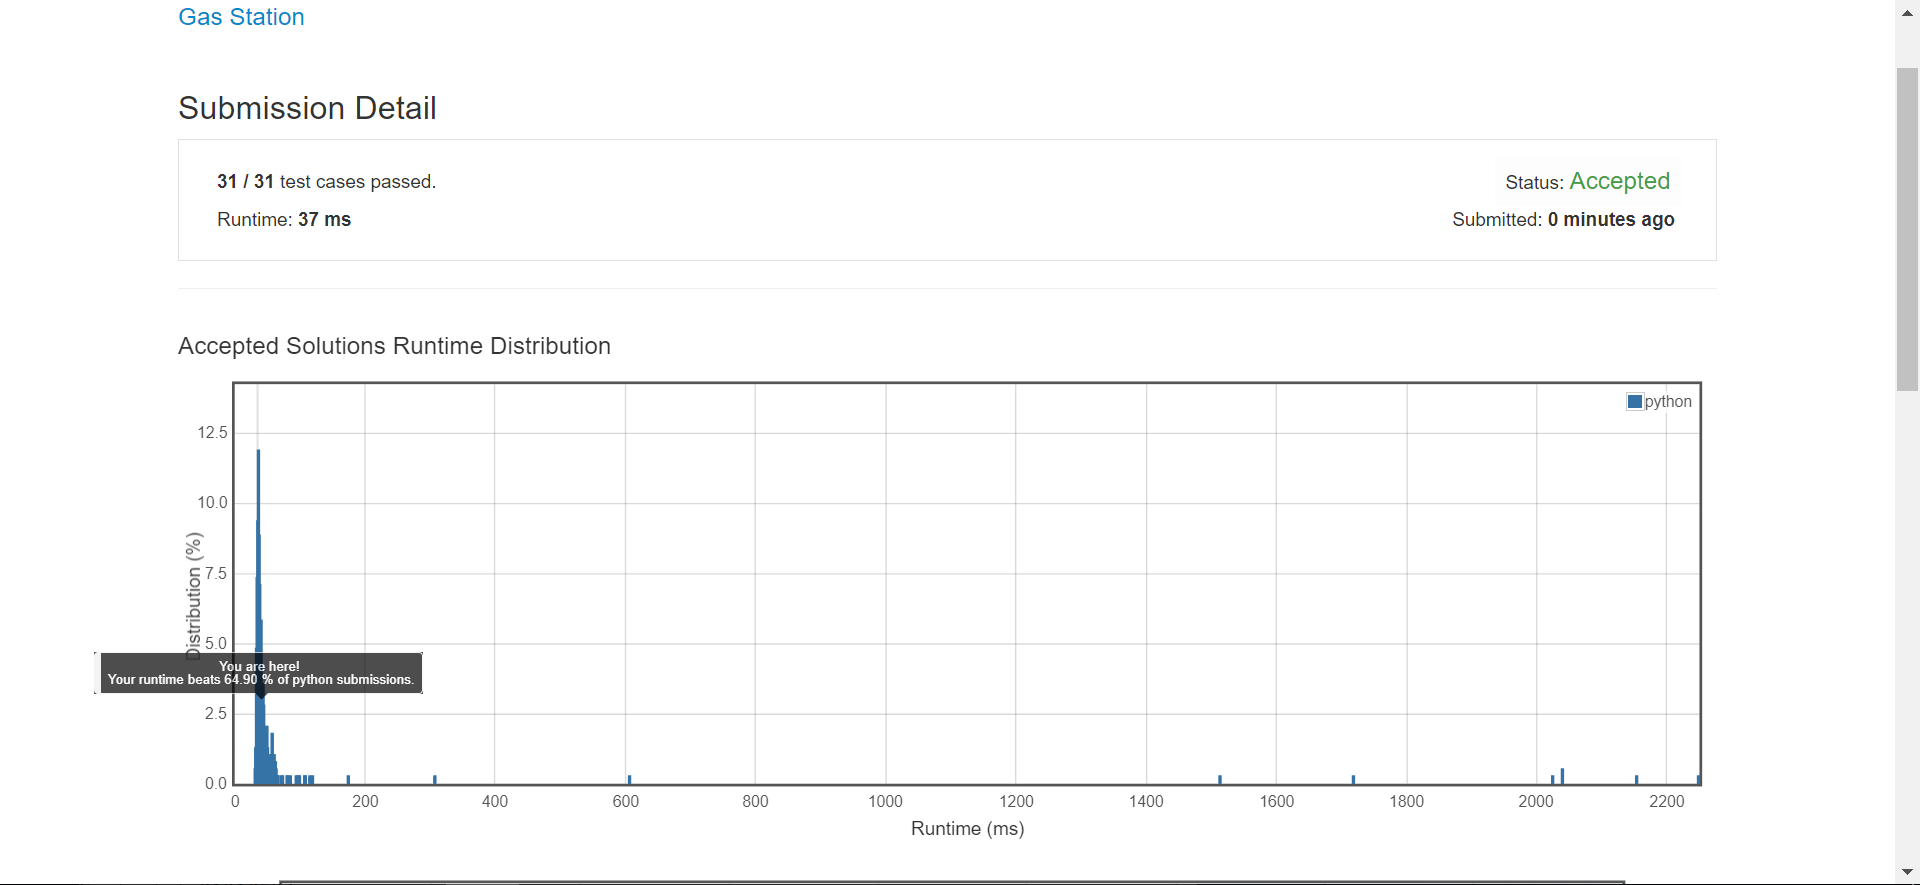 Gas Station
Submission Detail
31 / 31 test cases passed.
Status: Accepted
Runtime: 37 ms
Submitted: 0 minutes ago
Accepted Solutions Runtime Distribution
python
12.5
10.0
7.5
5.0
2.5
0.0
Distribution (%)
You are here!
Your runtime beats 64.90 % of python submissions.
0 200 400 600 800 1000 1200 1400 1600 1800 2000 2200
Runtime (ms)